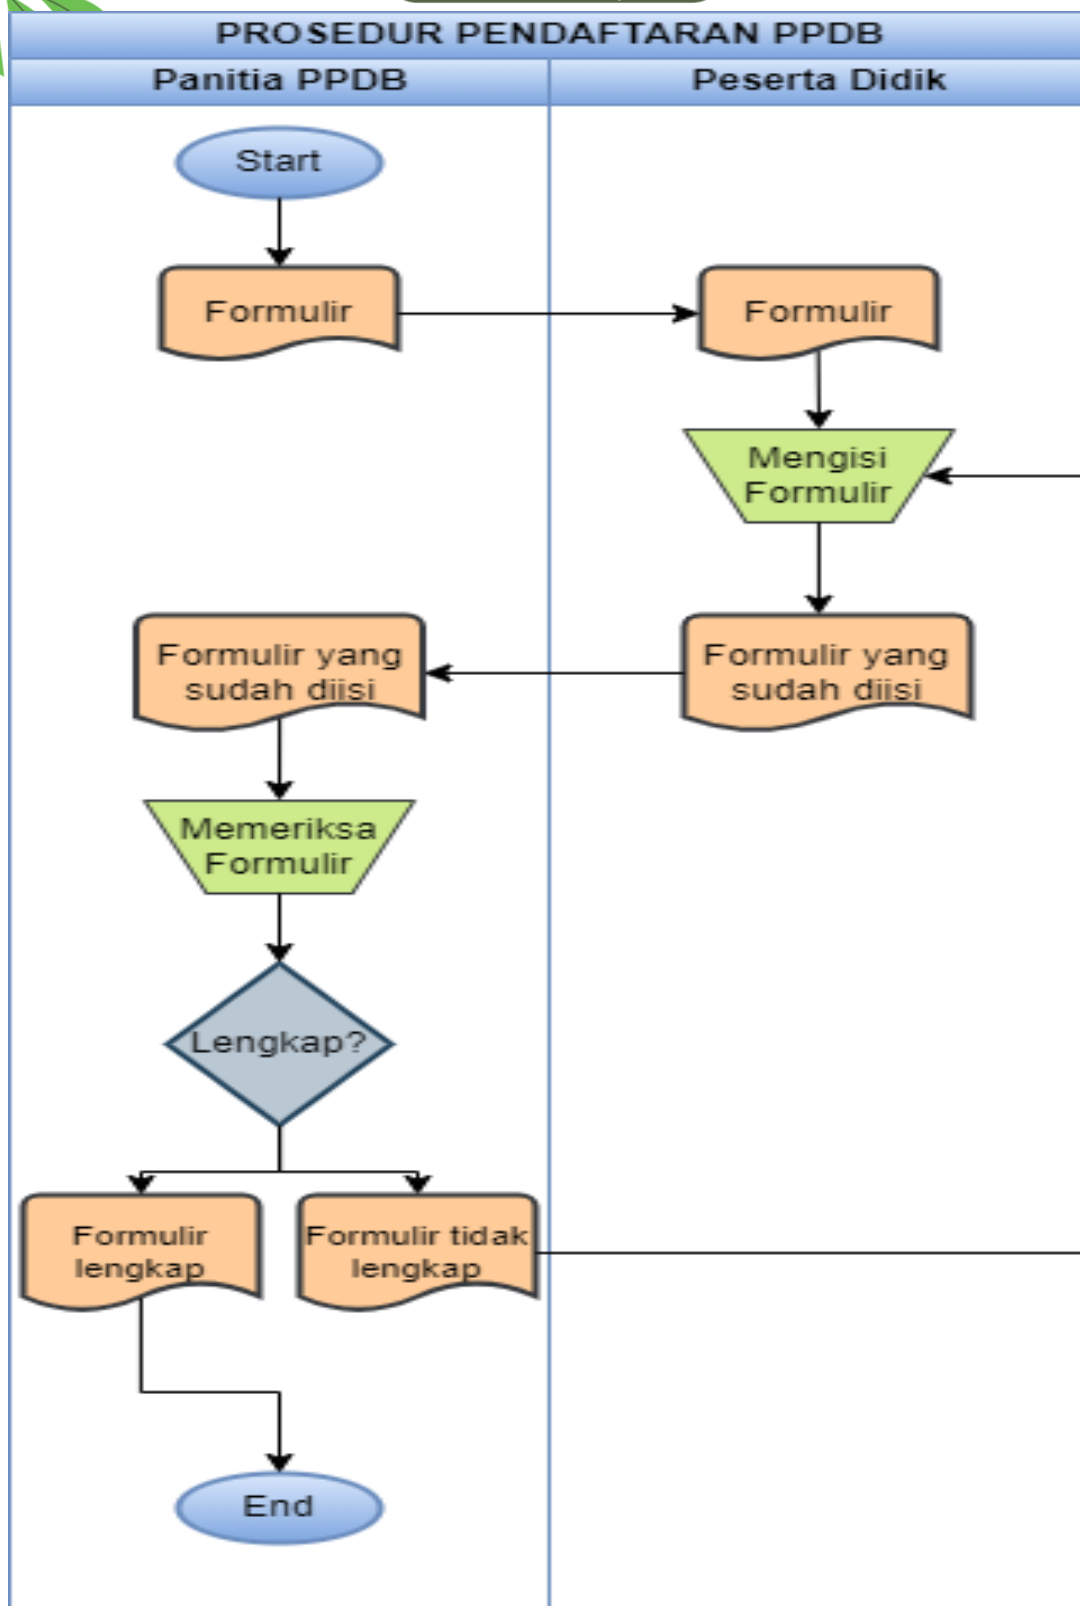 PROSEDUR PENDAFTARAN PPDB
Panitia PPDB
Peserta Didik
Start
Formulir
Formulir
Mengisi
Formulir
Formulir yang
sudah diisi
Formulir yang
sudah diisi
Memeriksa
Formulir
Lengkap?
Formulir
lengkap
Formulir tidak
lengkap
End